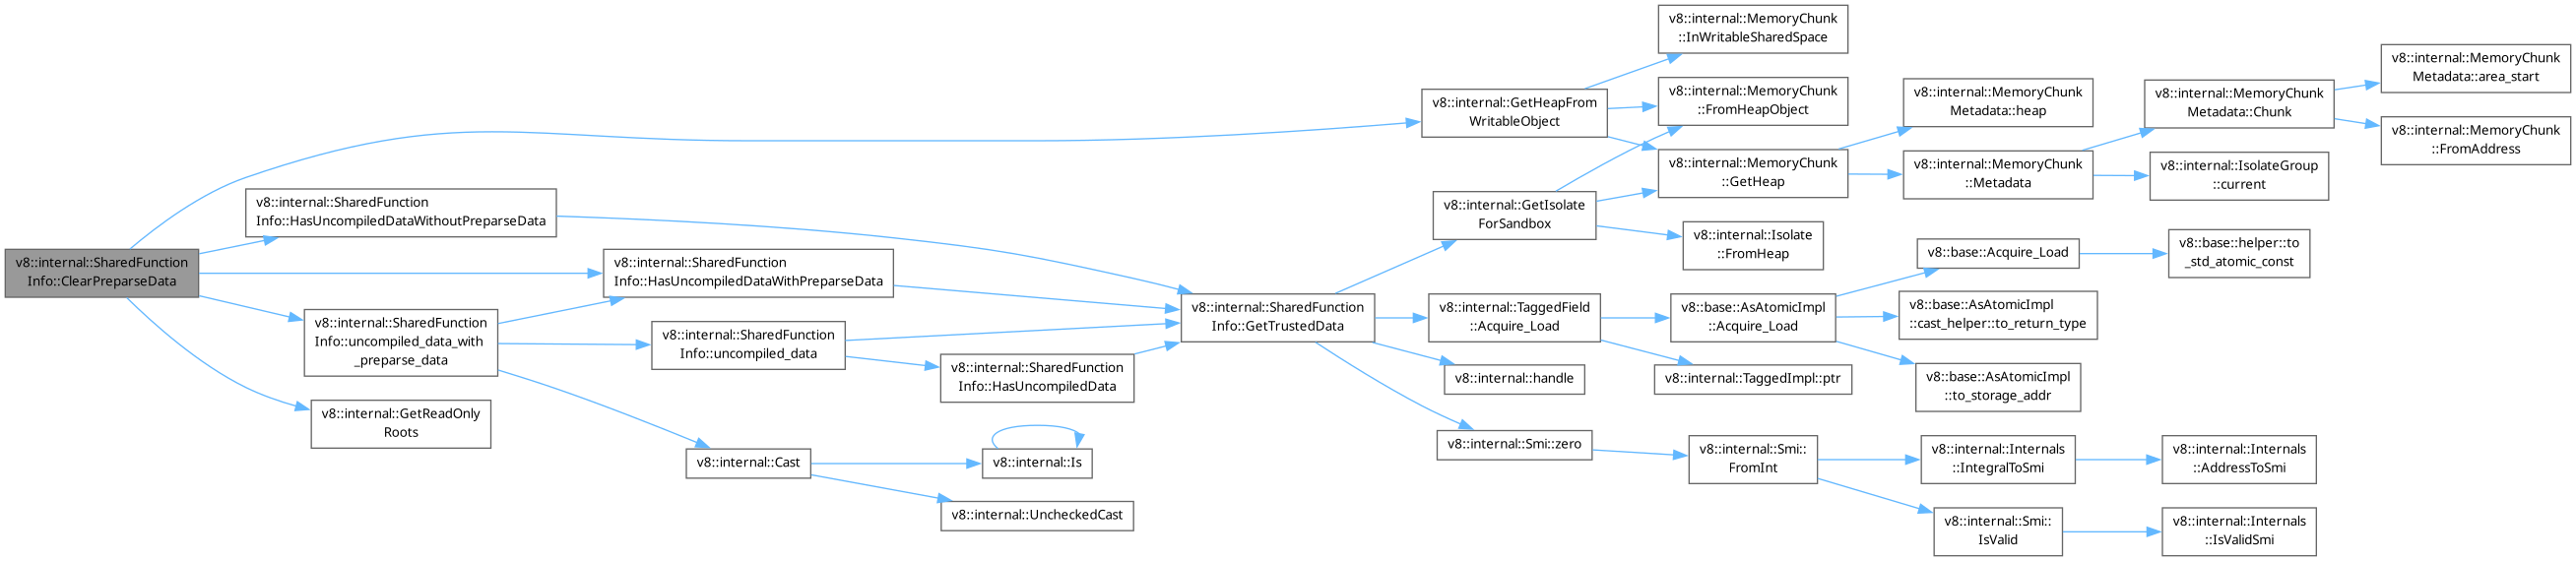 v8::internal::SharedFunction
Info::ClearPreparseData
v8::internal::SharedFunction
Info::HasUncompiledDataWithoutPreparseData
v8::internal::SharedFunction
Info::uncompiled_data_with
_preparse_data
v8::internal::GetReadOnly
Roots
v8::internal::SharedFunction
Info::HasUncompiledDataWithPreparseData
v8::internal::SharedFunction
Info::uncompiled_data
v8::internal::Cast
v8::internal::SharedFunction
Info::HasUncompiledData
v8::internal::Is
v8::internal::UncheckedCast
v8::internal::SharedFunction
Info::GetTrustedData
v8::internal::GetHeapFrom
WritableObject
v8::internal::GetIsolate
ForSandbox
v8::internal::TaggedField
::Acquire_Load
v8::internal::handle
v8::internal::Smi::zero
v8::internal::MemoryChunk
::InWritableSharedSpace
v8::internal::MemoryChunk
::FromHeapObject
v8::internal::MemoryChunk
::GetHeap
v8::internal::Isolate
::FromHeap
v8::base::AsAtomicImpl
::Acquire_Load
v8::internal::TaggedImpl::ptr
v8::internal::Smi::
FromInt
v8::internal::MemoryChunk
Metadata::heap
v8::internal::MemoryChunk
::Metadata
v8::base::Acquire_Load
v8::base::AsAtomicImpl
::cast_helper::to_return_type
v8::base::AsAtomicImpl
::to_storage_addr
v8::internal::Internals
::IntegralToSmi
v8::internal::Smi::
IsValid
v8::internal::MemoryChunk
Metadata::Chunk
v8::internal::IsolateGroup
::current
v8::base::helper::to
_std_atomic_const
v8::internal::Internals
::AddressToSmi
v8::internal::Internals
::IsValidSmi
v8::internal::MemoryChunk
Metadata::area_start
v8::internal::MemoryChunk
::FromAddress